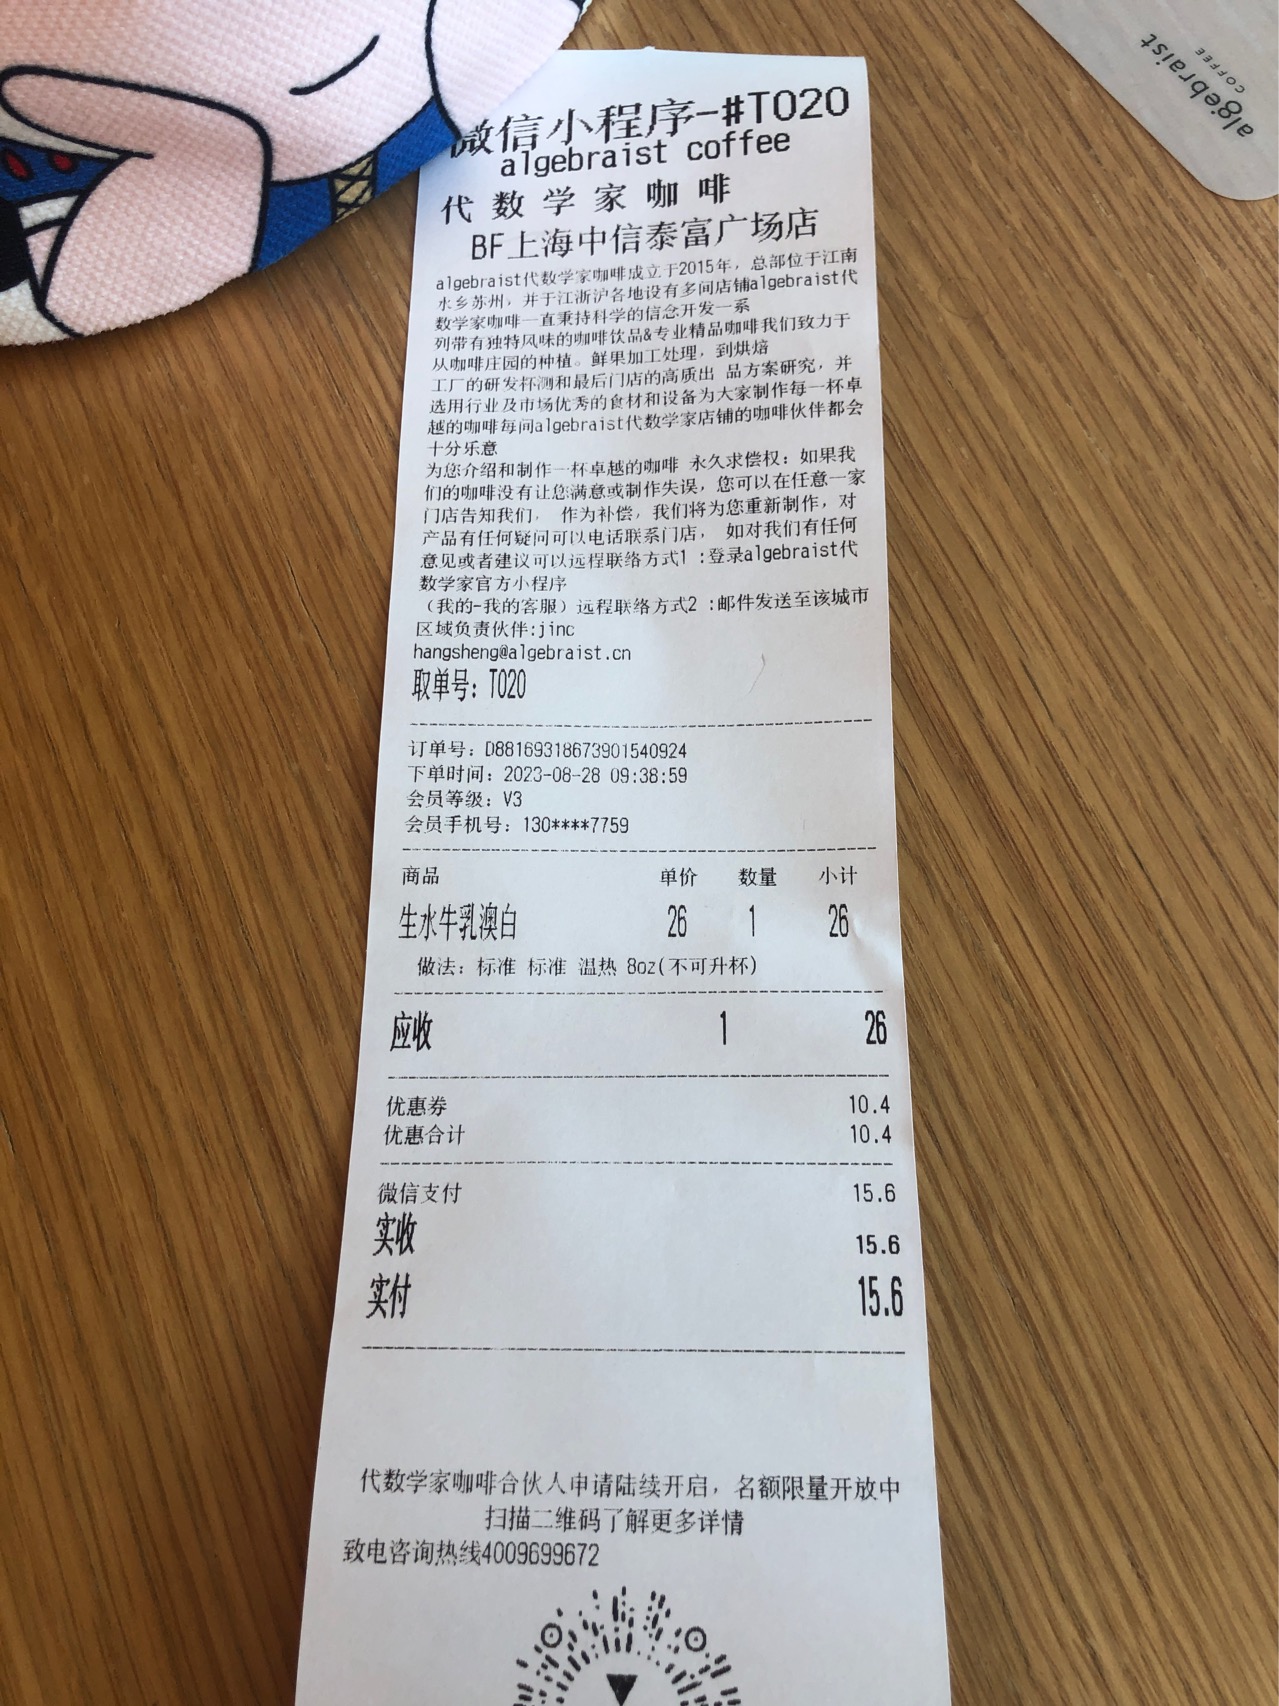 algebraist
COFFEE
微信小程序-#T020
algebraist coffee
代数学家咖啡
BF上海中信泰富广场店
algebraist代数学家咖啡成立于2015年，总部位于江南
水乡苏州，并于江浙沪各地设有多间店铺algebraist代
数学家咖啡一直秉持科学的信念开发一系
列带有独特风味的咖啡饮品&专业精品咖啡我们致力于
从咖啡庄园的种植。鲜果加工处理，到烘焙
工厂的研发杯测和最后门店的高质出 品方案研究，并
选用行业及市场优秀的食材和设备为大家制作每一杯卓
越的咖啡每间algebraist代数学家店铺的咖啡伙伴都会
十分乐意
为您介绍和制作一杯卓越的咖啡 永久求偿权：如果我
们的咖啡没有让您满意或制作失误，您可以在任意一家
门店告知我们， 作为补偿，我们将为您重新制作，对
产品有任何疑问可以电话联系门店， 如对我们有任何
意见或者建议可以远程联络方式1 :登录algebraist代
数学家官方小程序
（我的-我的客服）远程联络方式2 :邮件发送至该城市
区域负责伙伴:jinc
hangsheng@algebraist.cn
取单号：T020
订单号：D881693186739015​40924
下单时间：2023-08-28 09:38:59
会员等级：V3
会员手机号：130****7759
商品 单价 数量 小计
生水牛乳澳白 26 1 26
做法：标准 标准 温热 8oz(不可升杯)
应收 1 26
优惠券 10.4
优惠合计 10.4
微信支付 15.6
实收 15.6
实付 15.6
代数学家咖啡合伙人申请陆续开启，名额限量开放中
扫描二维码了解更多详情
致电咨询热线4009699672